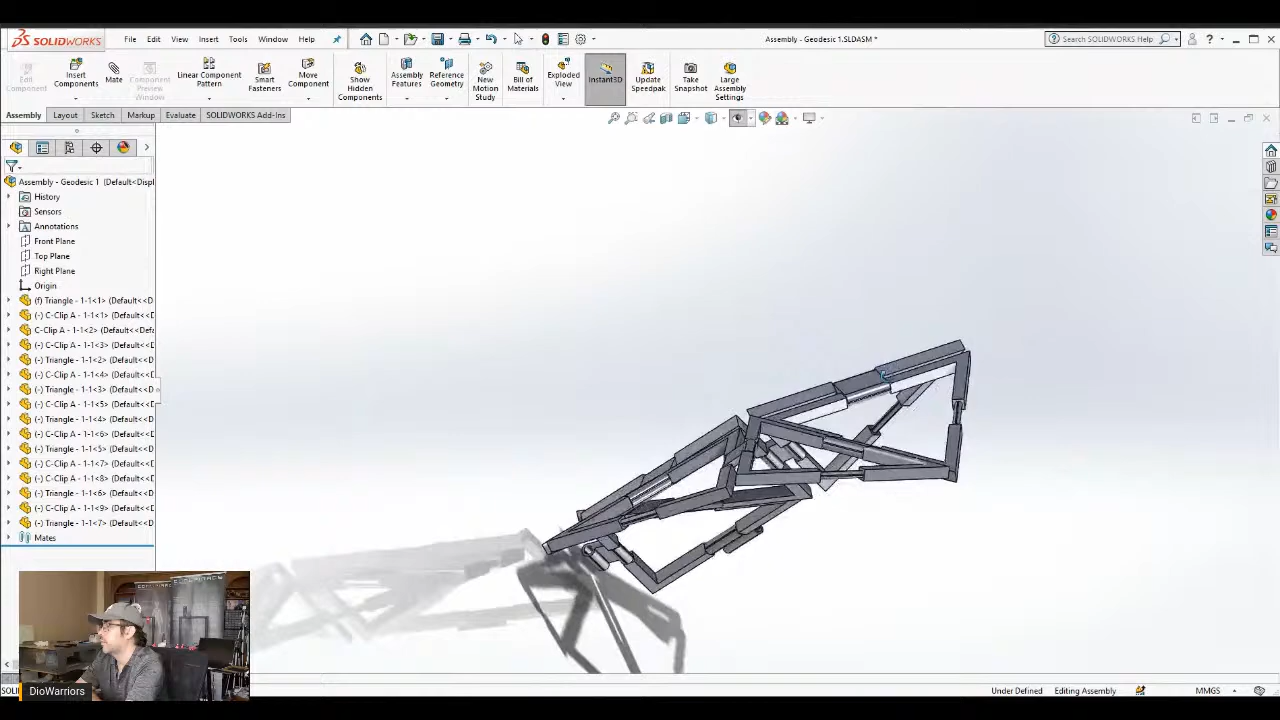 SOLIDWORKS File Edit View Insert Tools Window Help Assembly - Geodesic 1.SLDASM * Search SOLIDWORKS Help
Edit Component
Insert Components
Mate
Component Preview Window
Linear Component Pattern
Smart Fasteners
Move Component
Show Hidden Components
Assembly Features
Reference Geometry
New Motion Study
Bill of Materials
Exploded View
Instant3D
Update Speedpak
Take Snapshot
Large Assembly Settings
Assembly Layout Sketch Markup Evaluate SOLIDWORKS Add-Ins
Assembly - Geodesic 1 (Default<Displ
History
Sensors
Annotations
Front Plane
Top Plane
Right Plane
Origin
(f) Triangle - 1-1<1> (Default<<D
(-) C-Clip A - 1-1<1> (Default<<D
C-Clip A - 1-1<2> (Default<<Def
(-) C-Clip A - 1-1<3> (Default<<D
(-) Triangle - 1-1<2> (Default<<D
(-) C-Clip A - 1-1<4> (Default<<D
(-) Triangle - 1-1<3> (Default<<D
(-) C-Clip A - 1-1<5> (Default<<D
(-) Triangle - 1-1<4> (Default<<D
(-) C-Clip A - 1-1<6> (Default<<D
(-) Triangle - 1-1<5> (Default<<D
(-) C-Clip A - 1-1<7> (Default<<D
(-) C-Clip A - 1-1<8> (Default<<D
(-) Triangle - 1-1<6> (Default<<D
(-) C-Clip A - 1-1<9> (Default<<D
(-) Triangle - 1-1<7> (Default<<D
Mates
DioWarriors
Under Defined Editing Assembly MMGS